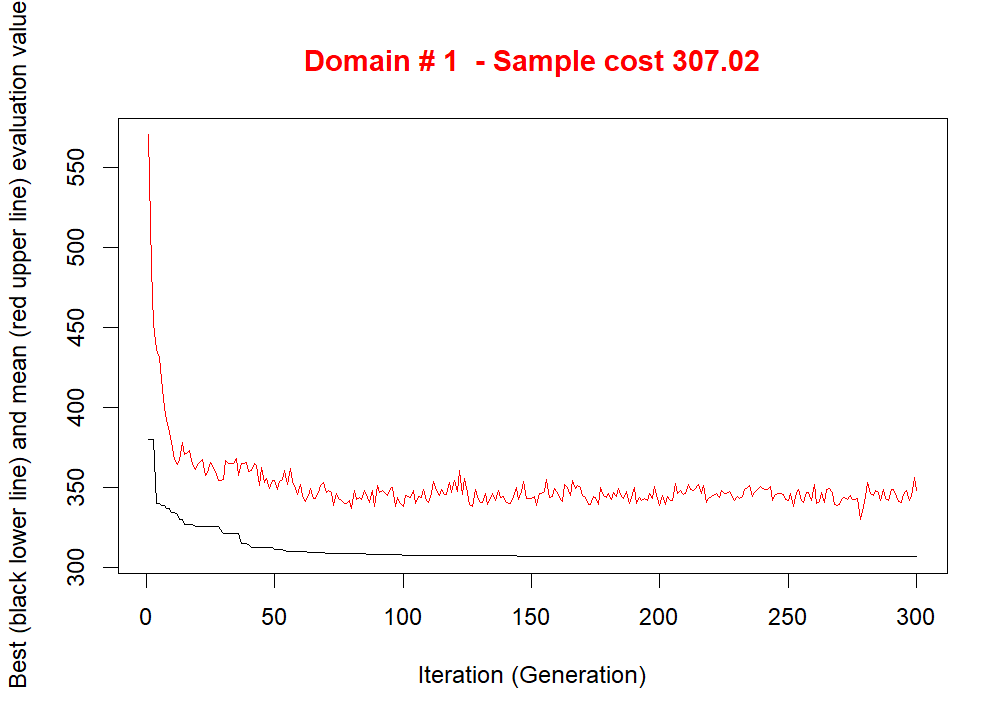 Domain # 1  - Sample cost 307.02
Best (black lower line) and mean (red upper line) evaluation value
550
500
450
400
350
300
0 50 100 150 200 250 300
Iteration (Generation)